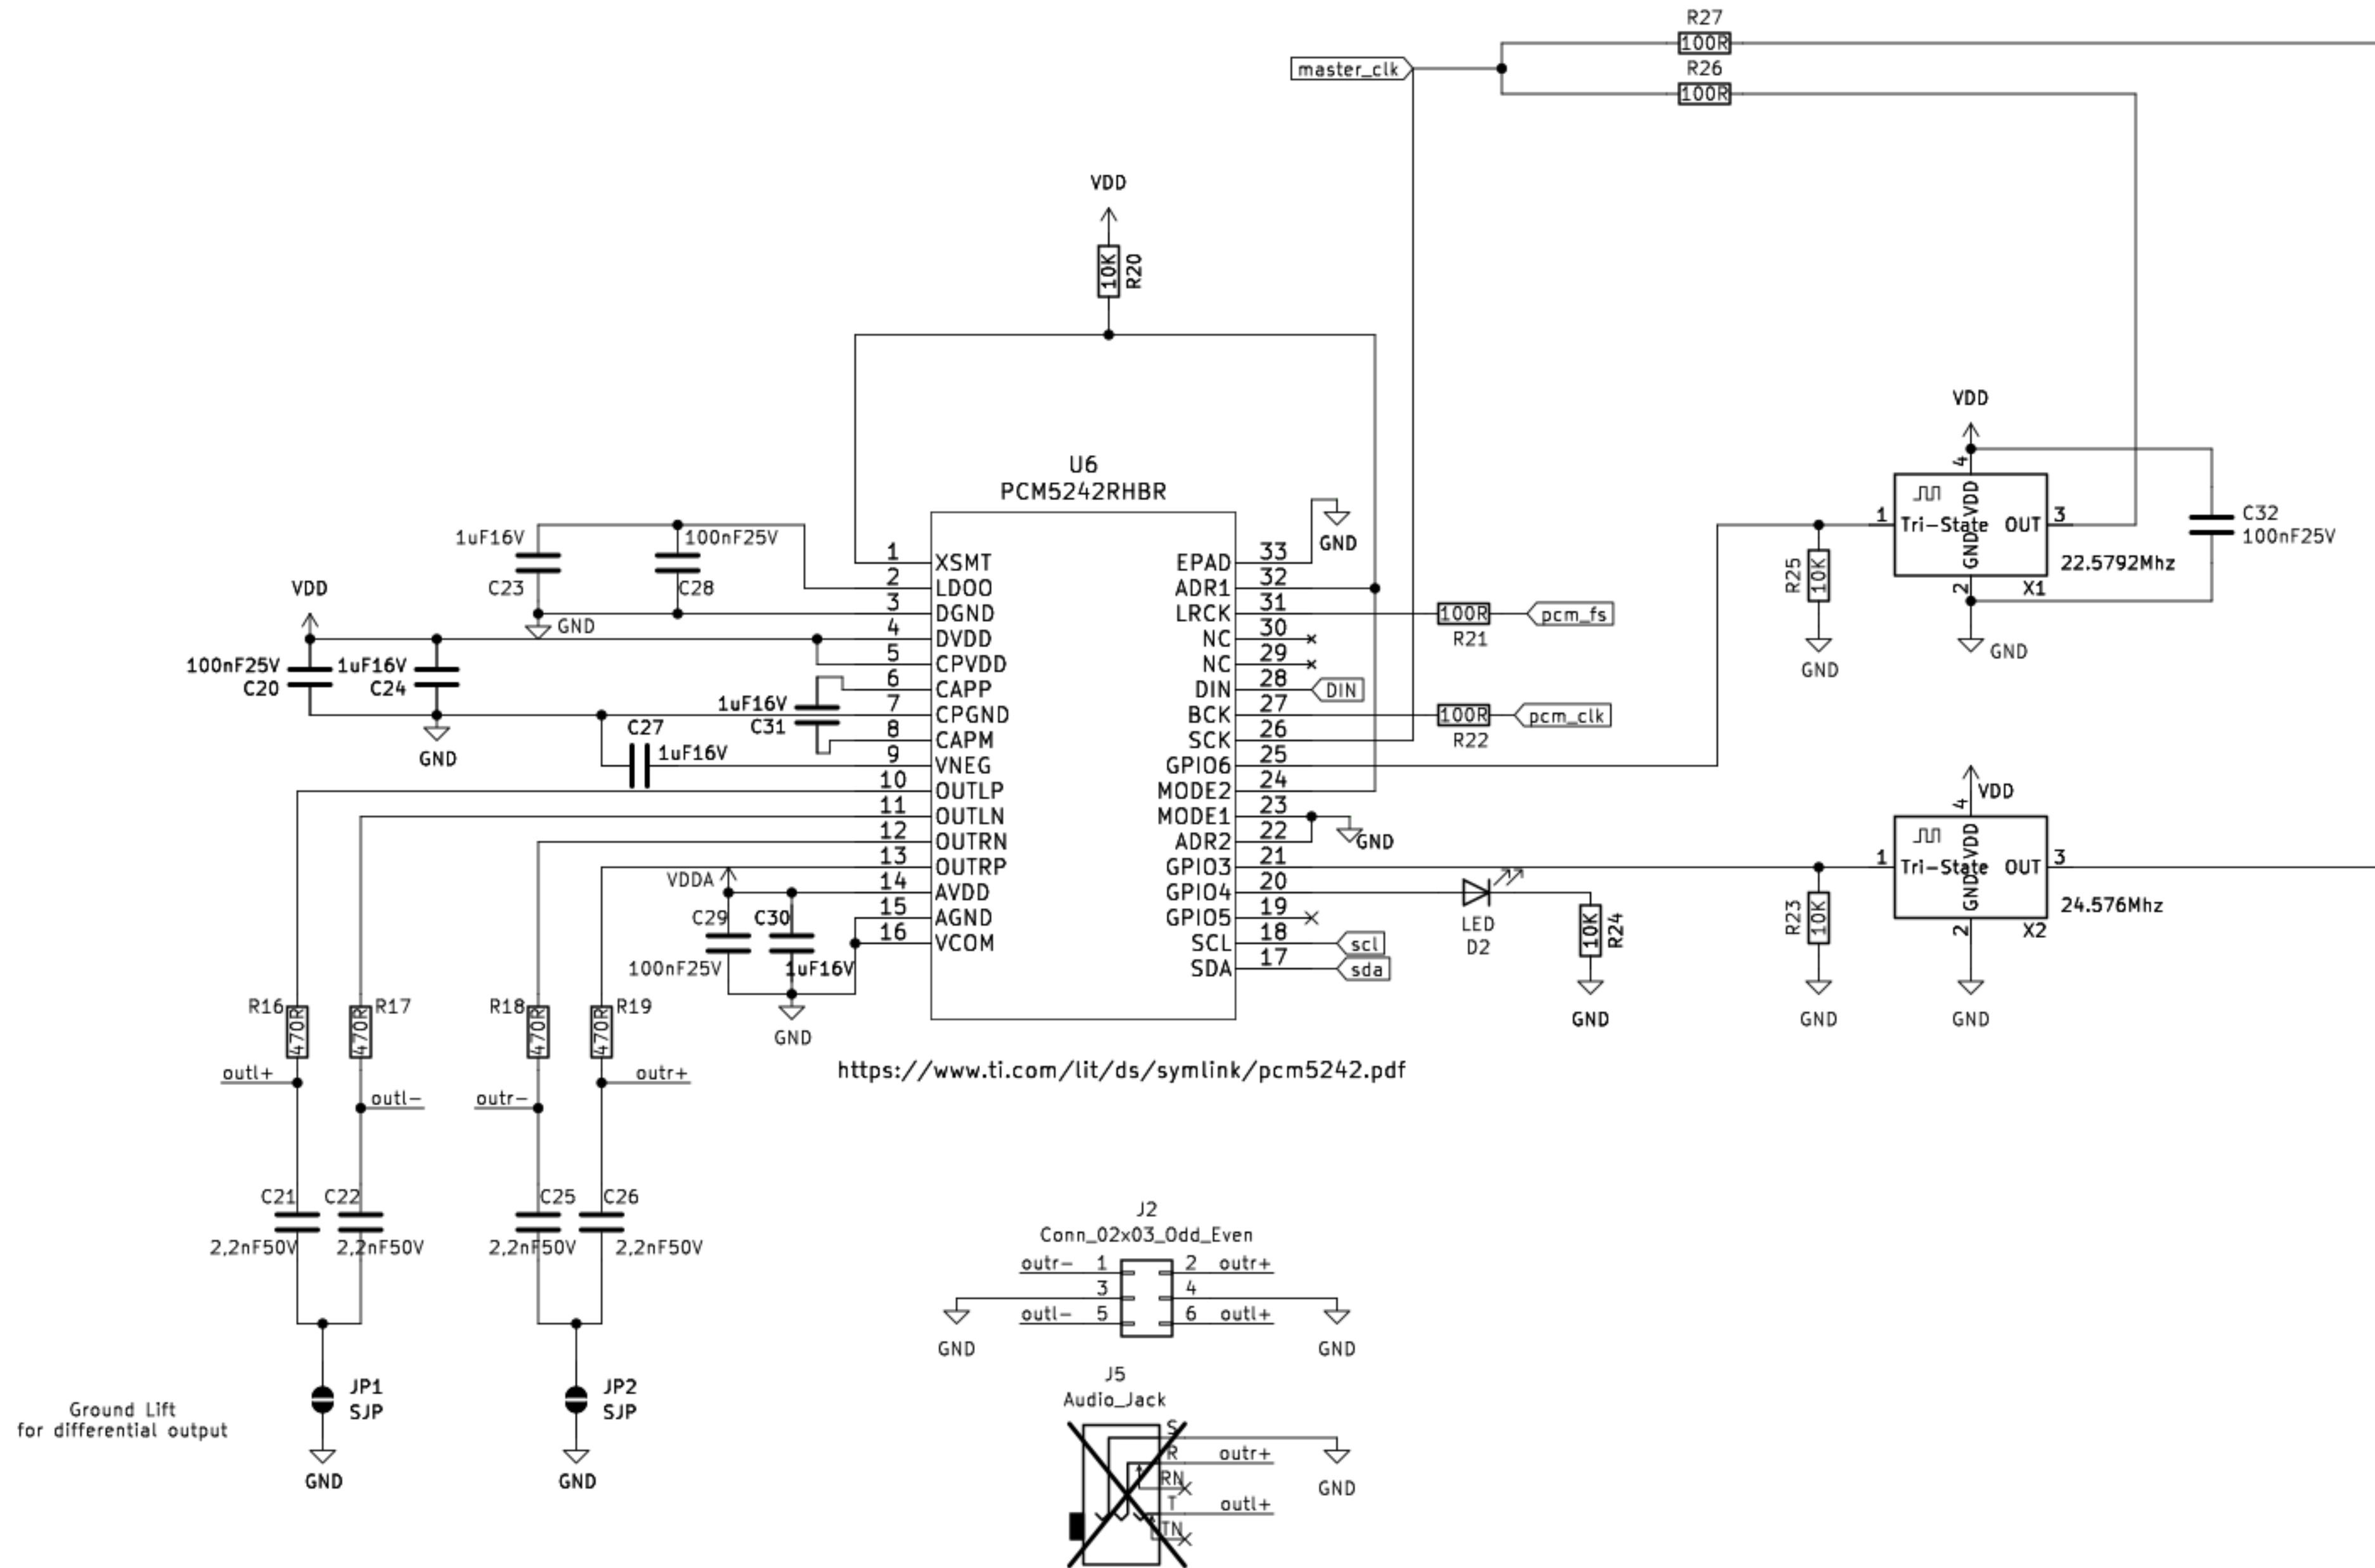 R27
100R
master_clk
R26
100R
VDD
10K
R20
VDD
U6
PCM5242RHBR
1uF16V
100nF25V
C23
C28
GND
VDD
100nF25V
C20
1uF16V
C24
GND
1uF16V
C31
C27
1uF16V
1 XSMT
2 LDOO
3 DGND
4 DVDD
5 CPVDD
6 CAPP
7 CPGND
8 CAPM
9 VNEG
10 OUTLP
11 OUTLN
12 OUTRN
13 OUTRP
14 AVDD
15 AGND
16 VCOM
EPAD 33
ADR1 32
LRCK 31
NC 30
NC 29
DIN 28
BCK 27
SCK 26
GPIO6 25
MODE2 24
MODE1 23
ADR2 22
GPIO3 21
GPIO4 20
GPIO5 19
SCL 18
SDA 17
GND
100R
R21
pcm_fs
DIN
100R
R22
pcm_clk
GND
LED
D2
10K
R24
GND
scl
sda
VDDA
C29
C30
100nF25V
1uF16V
GND
4
VDD
1 Tri-State OUT 3
GND
2
22.5792Mhz
X1
C32
100nF25V
R25
10K
GND
GND
VDD
4
VDD
1 Tri-State OUT 3
GND
2
24.576Mhz
X2
R23
10K
GND
GND
R16
470R
R17
470R
R18
470R
R19
470R
outl+
outl-
outr-
outr+
https://www.ti.com/lit/ds/symlink/pcm5242.pdf
C21
C22
C25
C26
2,2nF50V
2,2nF50V
2,2nF50V
2,2nF50V
JP1
SJP
JP2
SJP
Ground Lift
for differential output
GND
GND
J2
Conn_02x03_Odd_Even
outr- 1 2 outr+
3 4
outl- 5 6 outl+
GND
GND
J5
Audio_Jack
S
R outr+
RN
GND
T outl+
TN